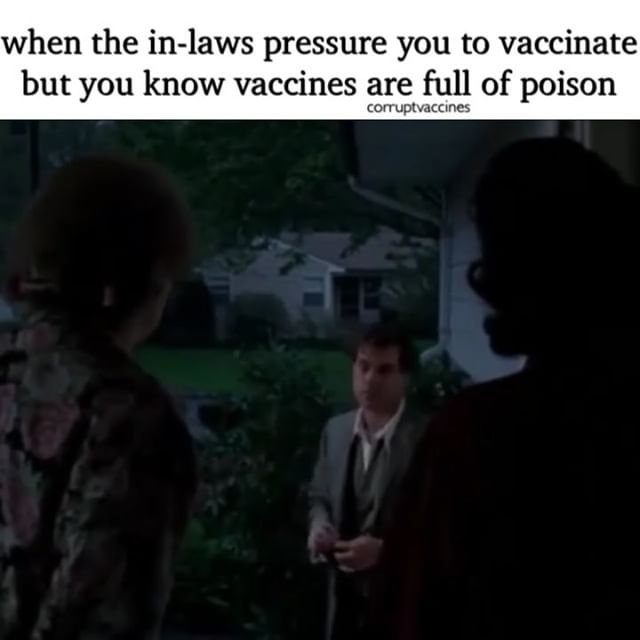 when the in-laws pressure you to vaccinate
but you know vaccines are full of poison
corruptvaccines